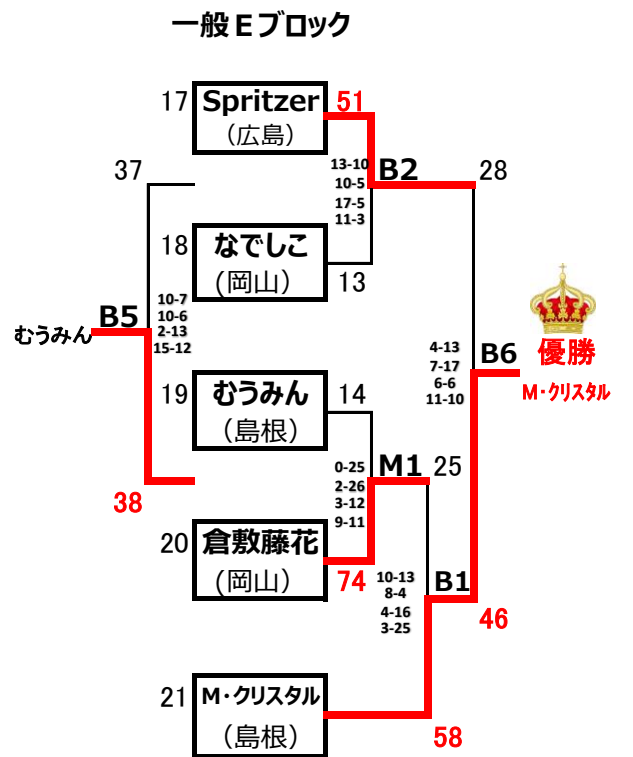 一般Eブロック
17 Spritzer 51
(広島)
13-10 B2 28
37
10-5
17-5
11-3
18 なでしこ
(岡山) 13
B5 10-7
10-6
むうみん
2-13
15-12
4-13 B6 優勝
7-17
6-6 M・クリスタル
11-10
19 むうみん 14
(島根)
0-25 M1 25
2-26
3-12
9-11
38
20 倉敷藤花
(岡山) 74
10-13 B1
8-4
4-16 46
3-25
21 M・クリスタル
(島根) 58